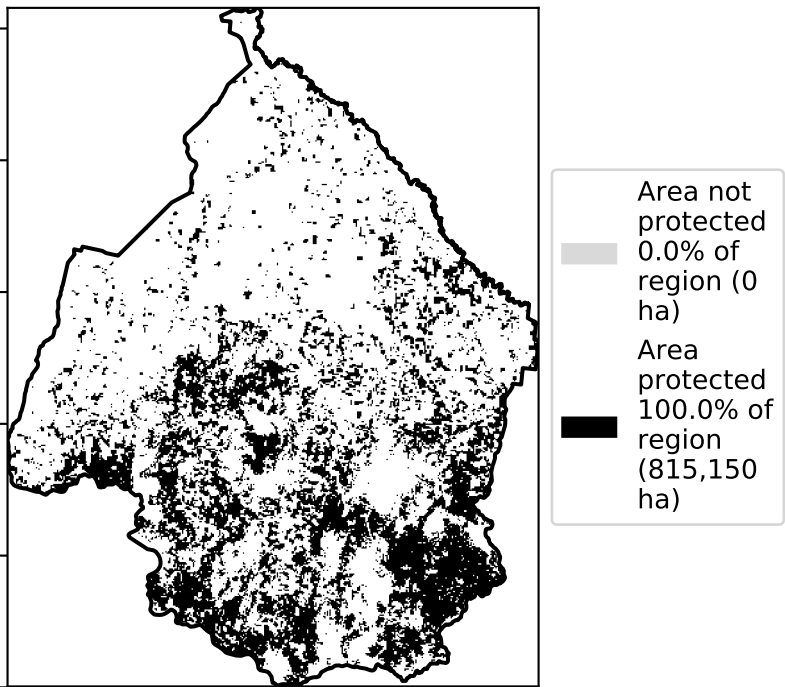 Area not
protected
0.0% of
region (0
ha)
Area
protected
100.0% of
region
(815,150
ha)